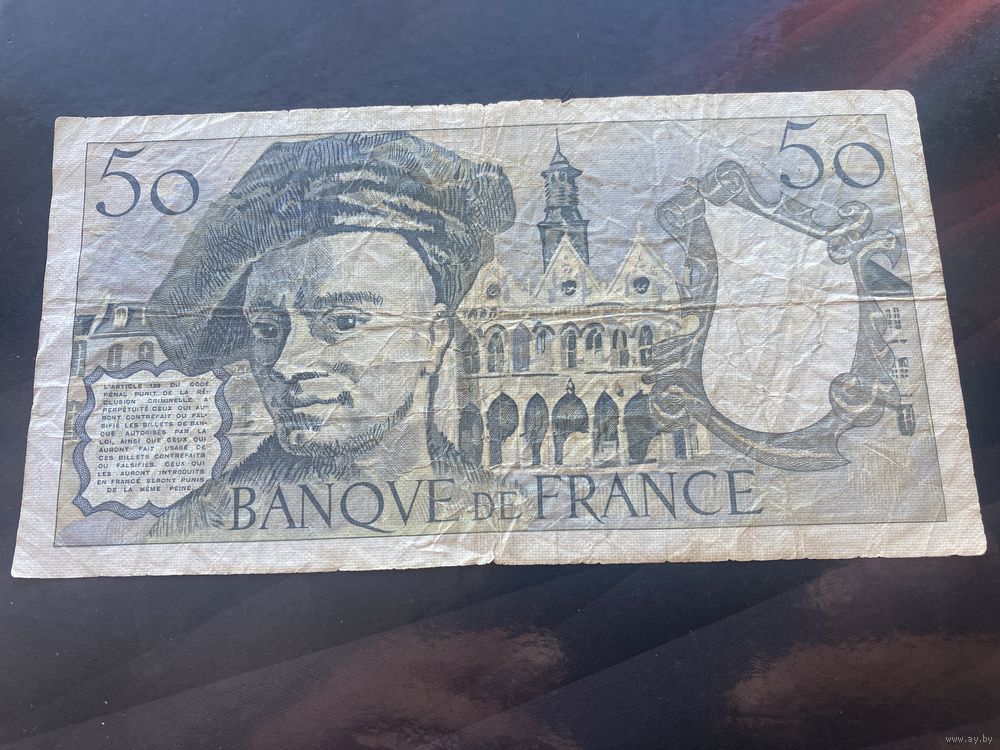 50
50
L'ARTICLE 139 DU CODE
PÉNAL PUNIT DE LA RÉ-
CLUSION CRIMINELLE À
PERPÉTUITÉ CEUX QUI AU-
RONT CONTREFAIT OU FAL-
SIFIÉ LES BILLETS DE BAN-
QUE AUTORISÉS PAR LA
LOI, AINSI QUE CEUX QUI
AURONT FAIT USAGE DE
CES BILLETS CONTREFAITS
OU FALSIFIÉS. CEUX QUI
LES AURONT INTRODUITS
EN FRANCE SERONT PUNIS
DE LA MÊME PEINE.
BANQVE DE FRANCE
www.ay.by